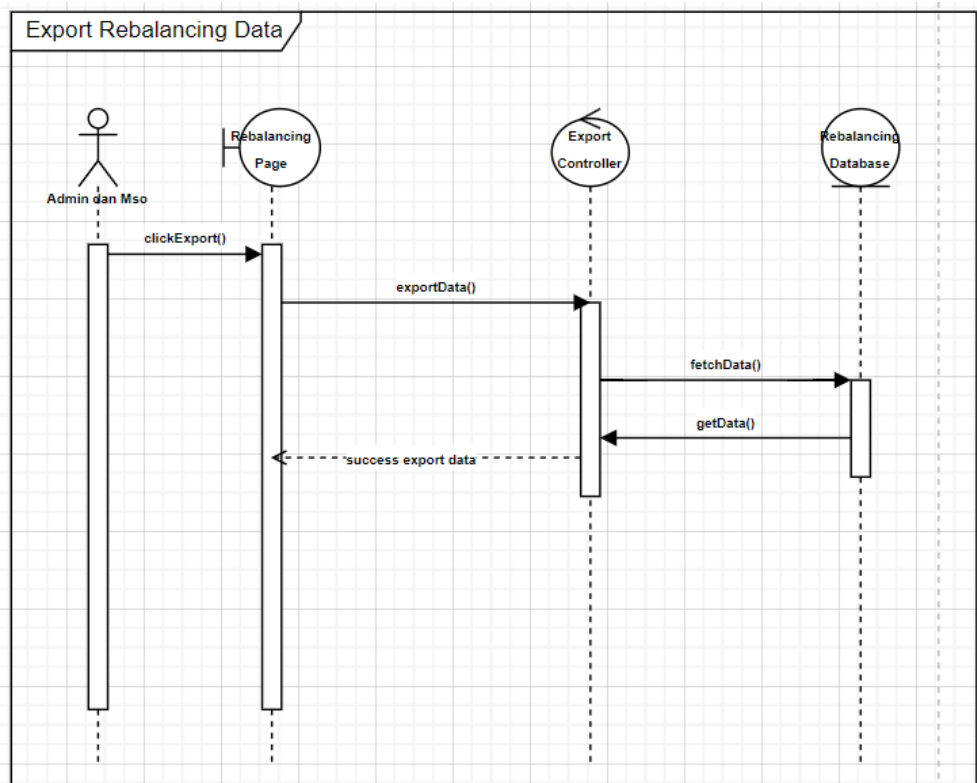 Export Rebalancing Data
Rebalancing
Page
Export
Controller
Rebalancing
Database
Admin dan Mso
clickExport()
exportData()
fetchData()
getData()
success export data